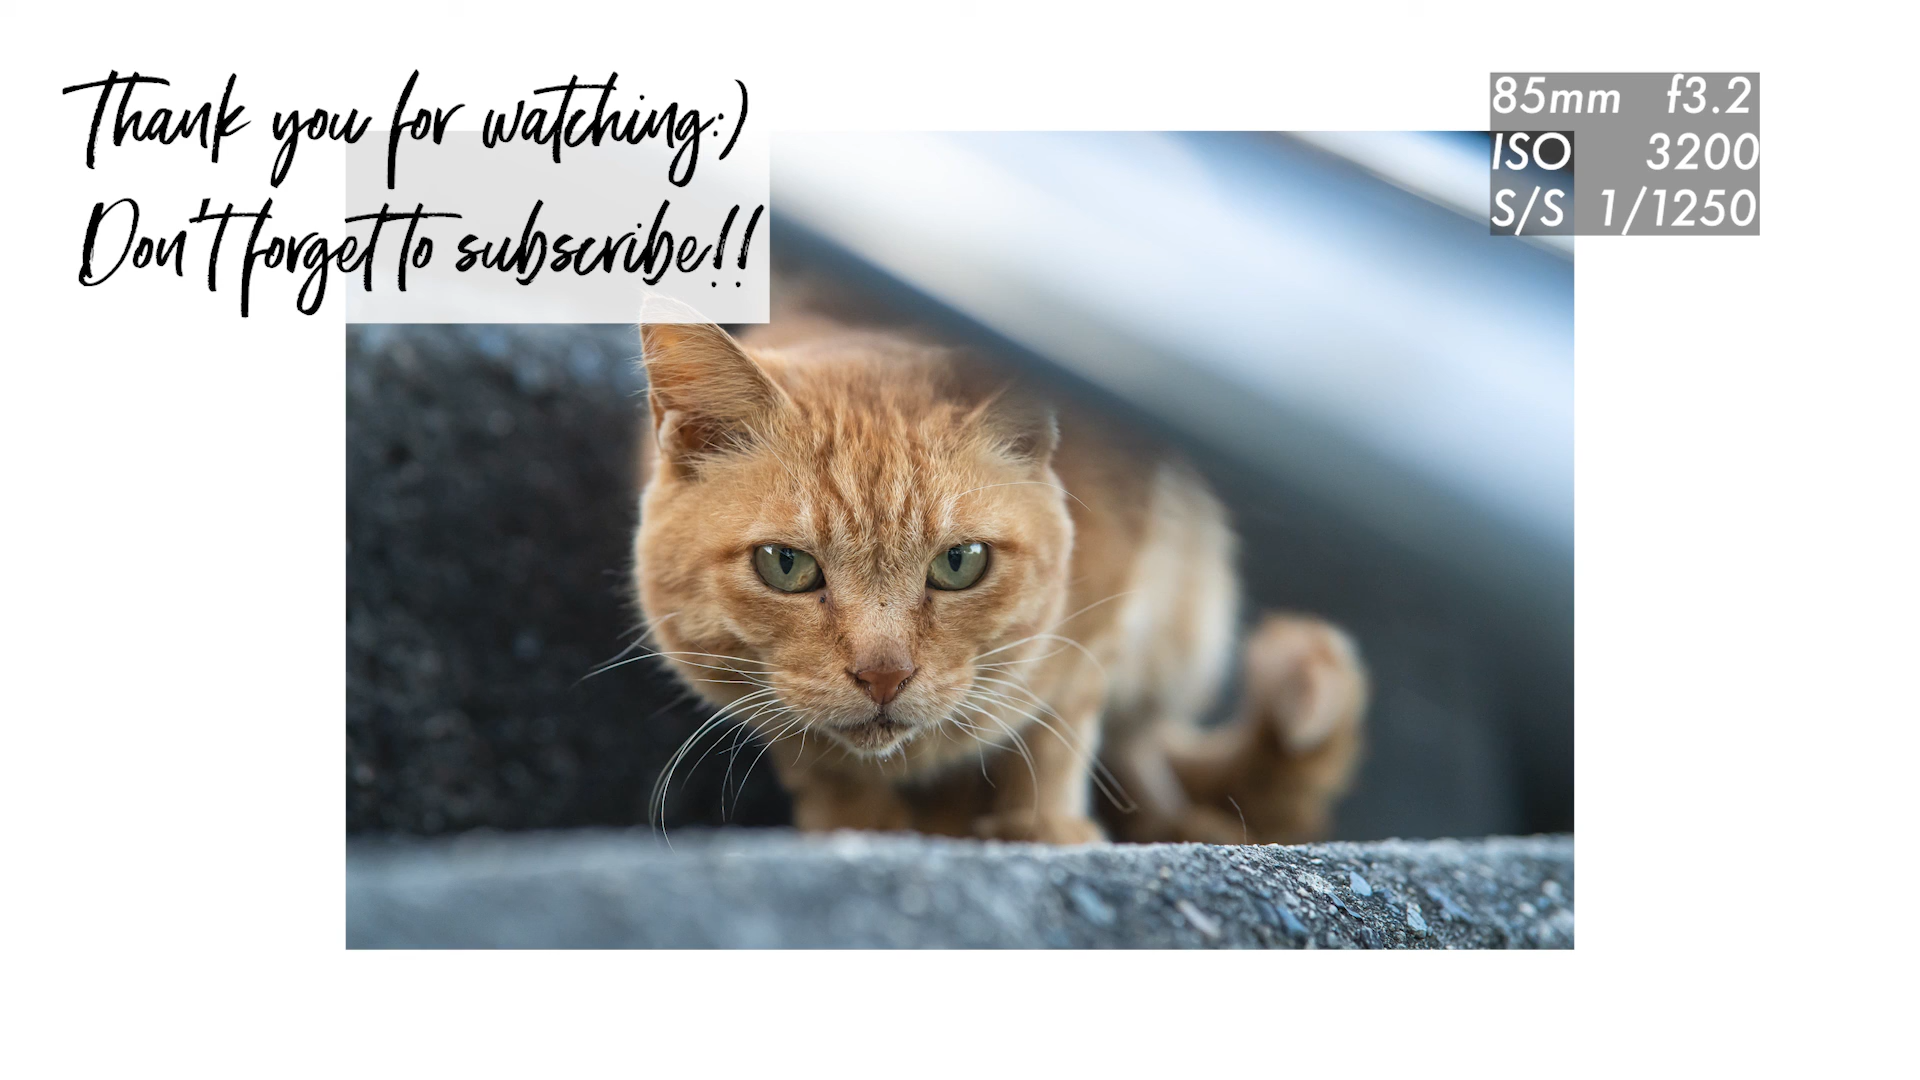 Thank you for watching:)
Don't forget to subscribe!!
85mm f3.2
ISO 3200
S/S 1/1250